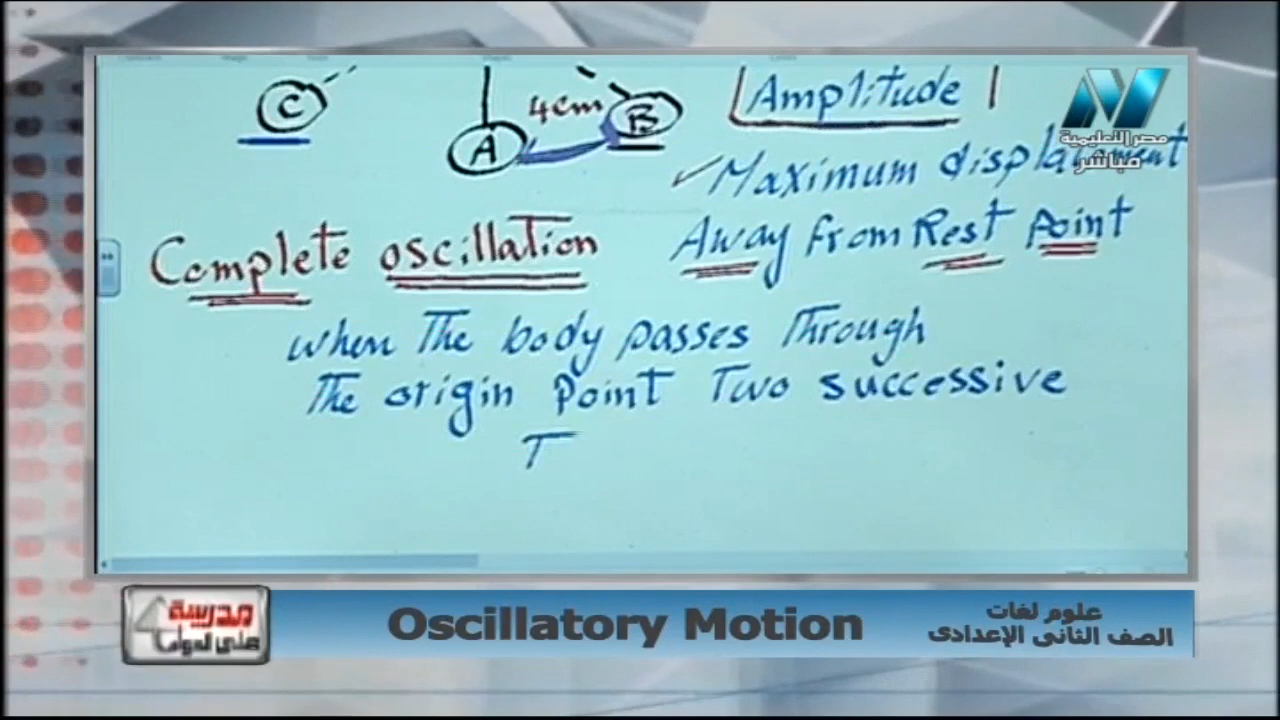 C
4cm
A
B
Amplitude
Maximum displacement
Away from Rest Point
Complete oscillation
when The body passes Through
The origin Point Two successive
T
مصر التعليمية
مباشر
مدرسة
على الهواء
Oscillatory Motion
علوم لغات
الصف الثانى الإعدادى